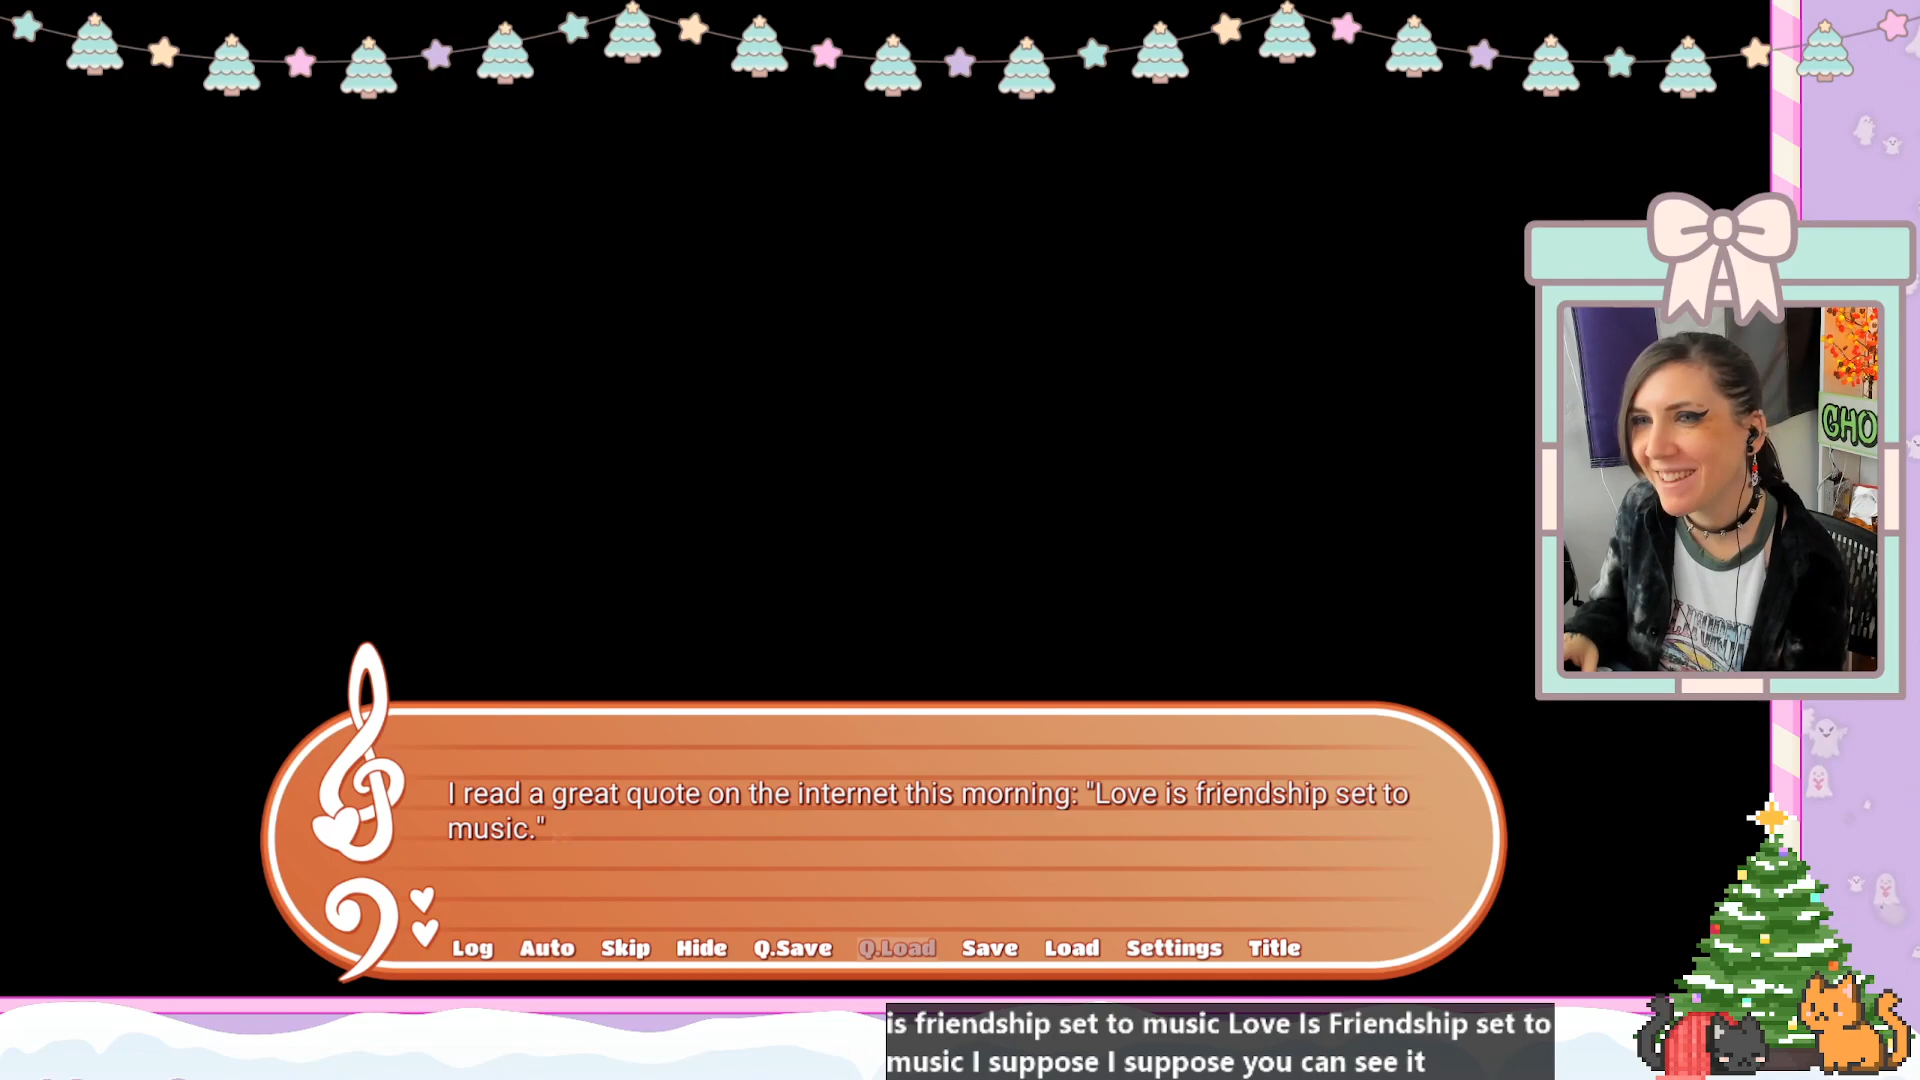 GHO
I read a great quote on the internet this morning: "Love is friendship set to
music."
Log Auto Skip Hide Q.Save Q.Load Save Load Settings Title
is friendship set to music Love Is Friendship set to
music I suppose I suppose you can see it